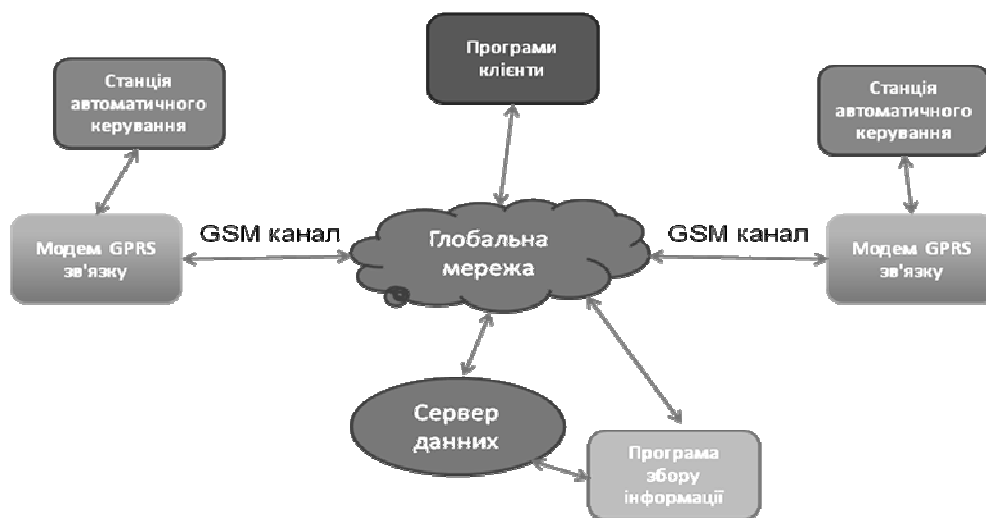 Програми
клієнти
Станція
автоматичного
керування
Станція
автоматичного
керування
Модем GPRS
зв'язку
GSM канал
Глобальна
мережа
GSM канал
Модем GPRS
зв'язку
Сервер
данних
Програма
збору
інформації